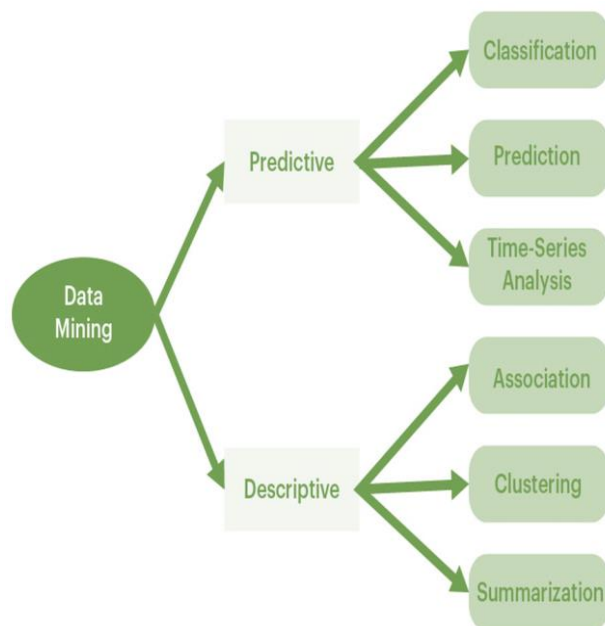 Data
Mining
Predictive
Classification
Prediction
Time-Series
Analysis
Descriptive
Association
Clustering
Summarization